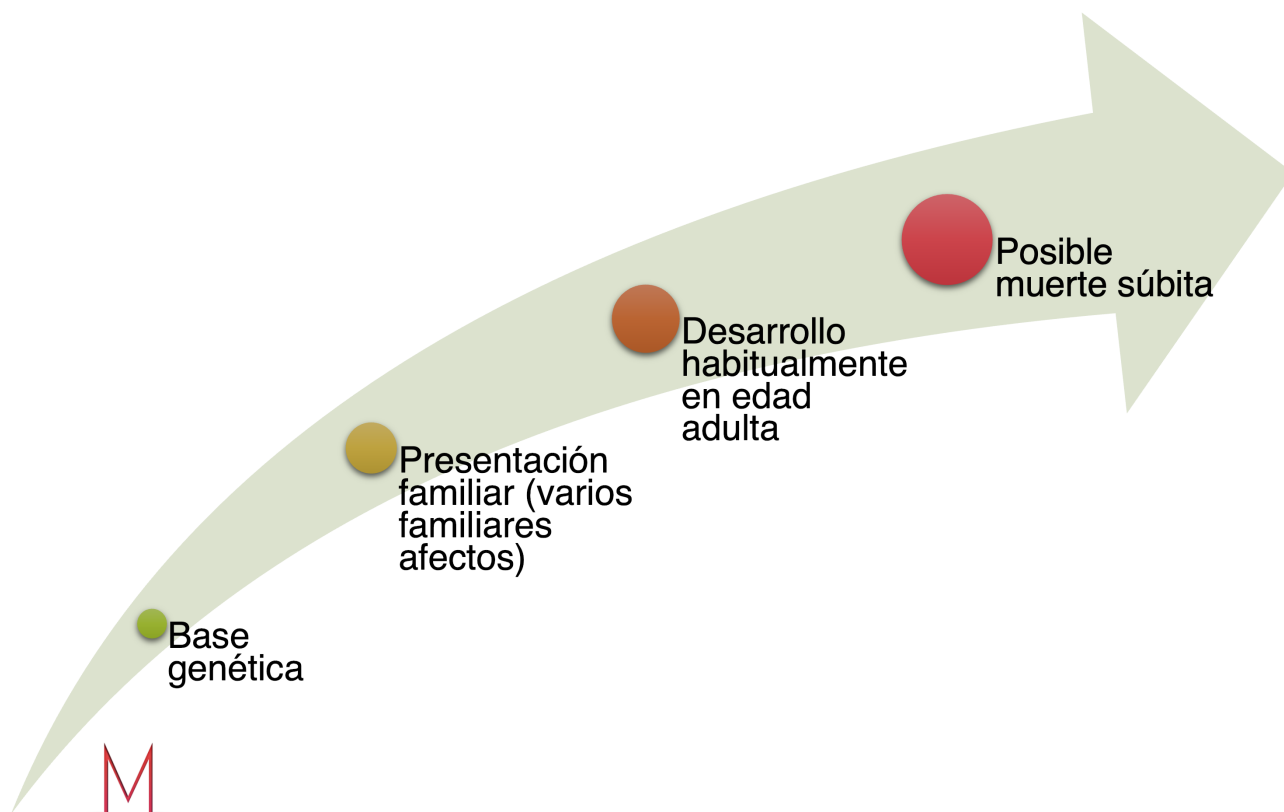 Posible
muerte súbita
Desarrollo
habitualmente
en edad
adulta
Presentación
familiar (varios
familiares
afectos)
Base
genética
M